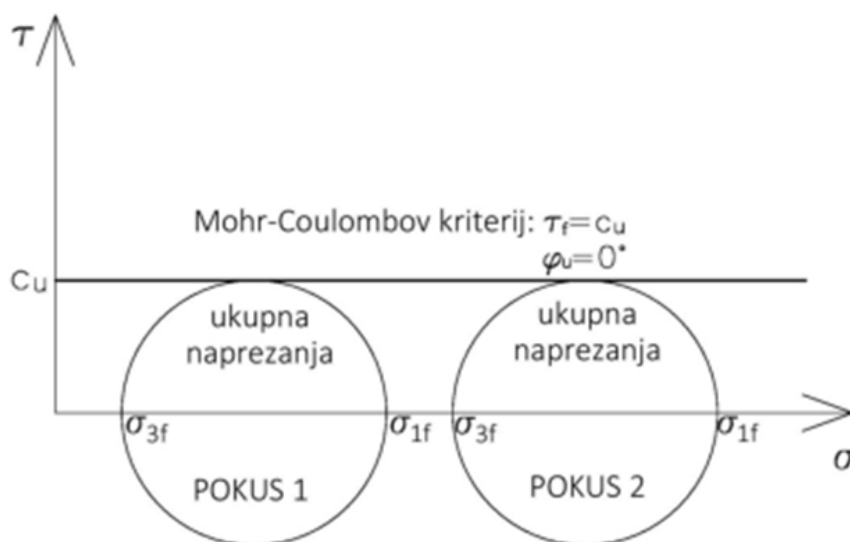 τ
Mohr-Coulombov kriterij: τf=cu
φu=0°
cu
ukupna
naprezanja
ukupna
naprezanja
σ3f
σ1f
σ3f
σ1f
σ
POKUS 1
POKUS 2